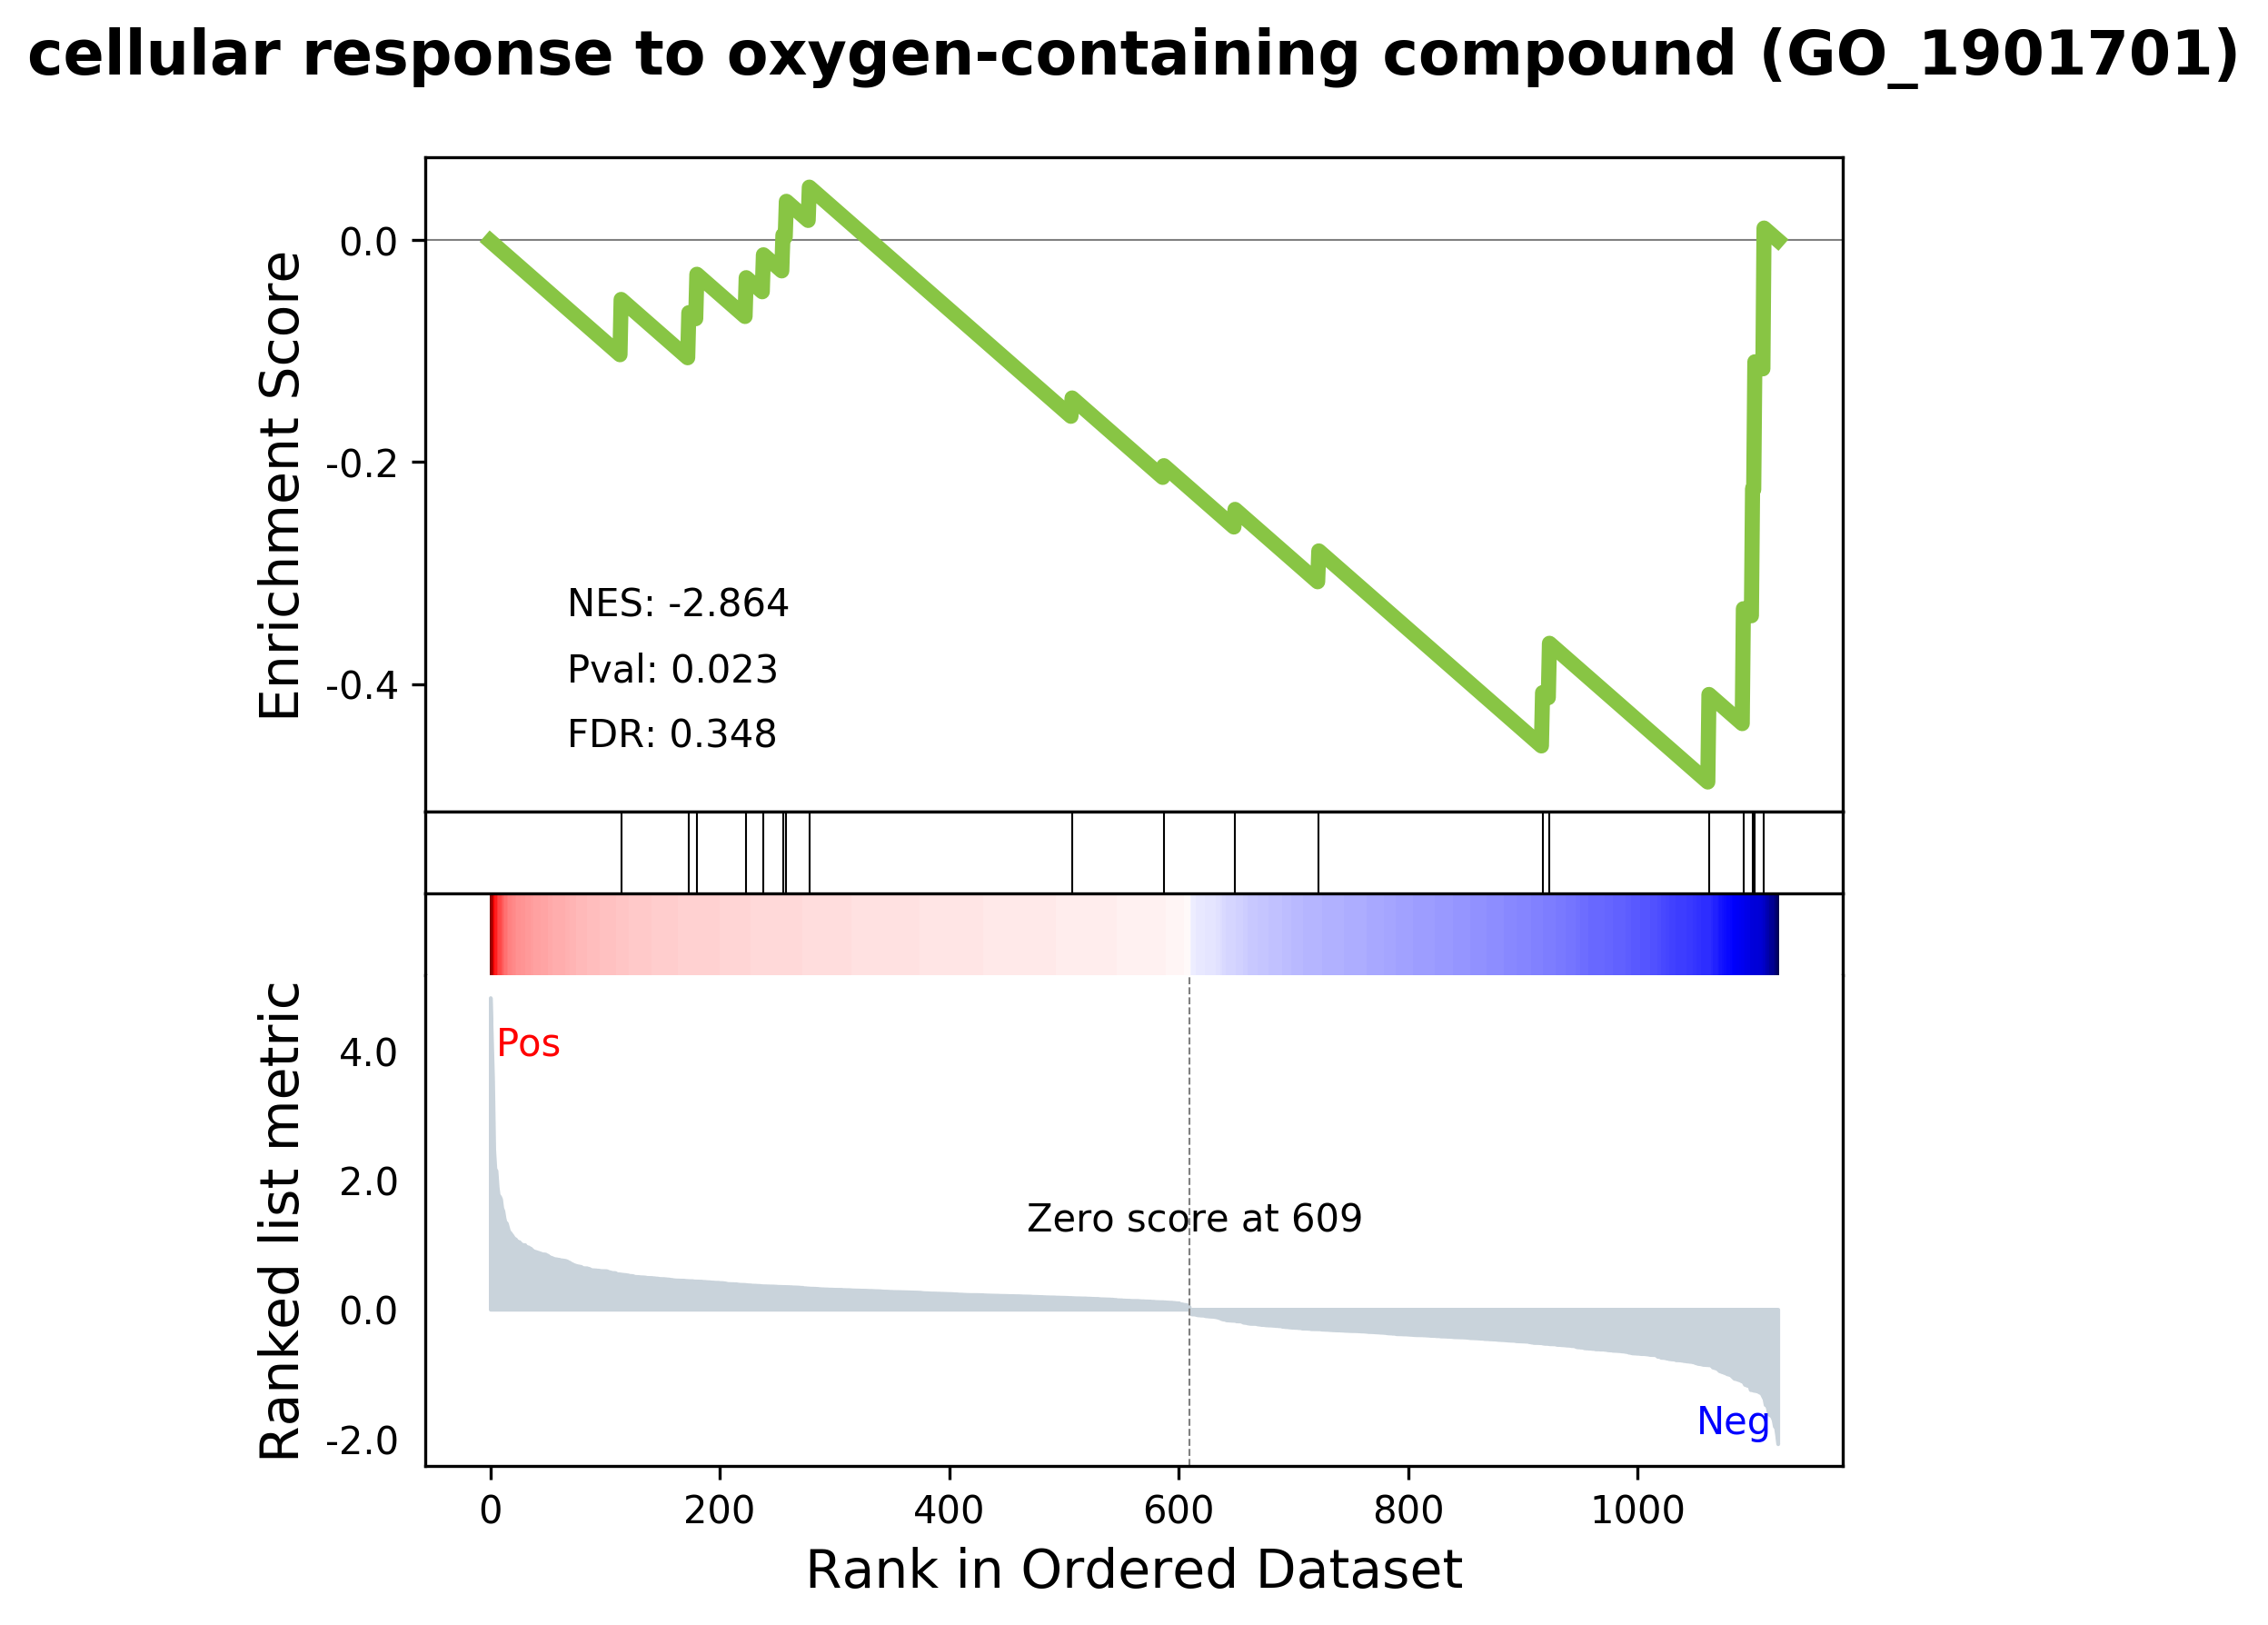 cellular response to oxygen-containing compound (GO_1901701)
Enrichment Score
0.0
-0.2
-0.4
NES: -2.864
Pval: 0.023
FDR: 0.348
Ranked list metric
4.0
2.0
0.0
-2.0
Pos
Zero score at 609
Neg
0 200 400 600 800 1000
Rank in Ordered Dataset